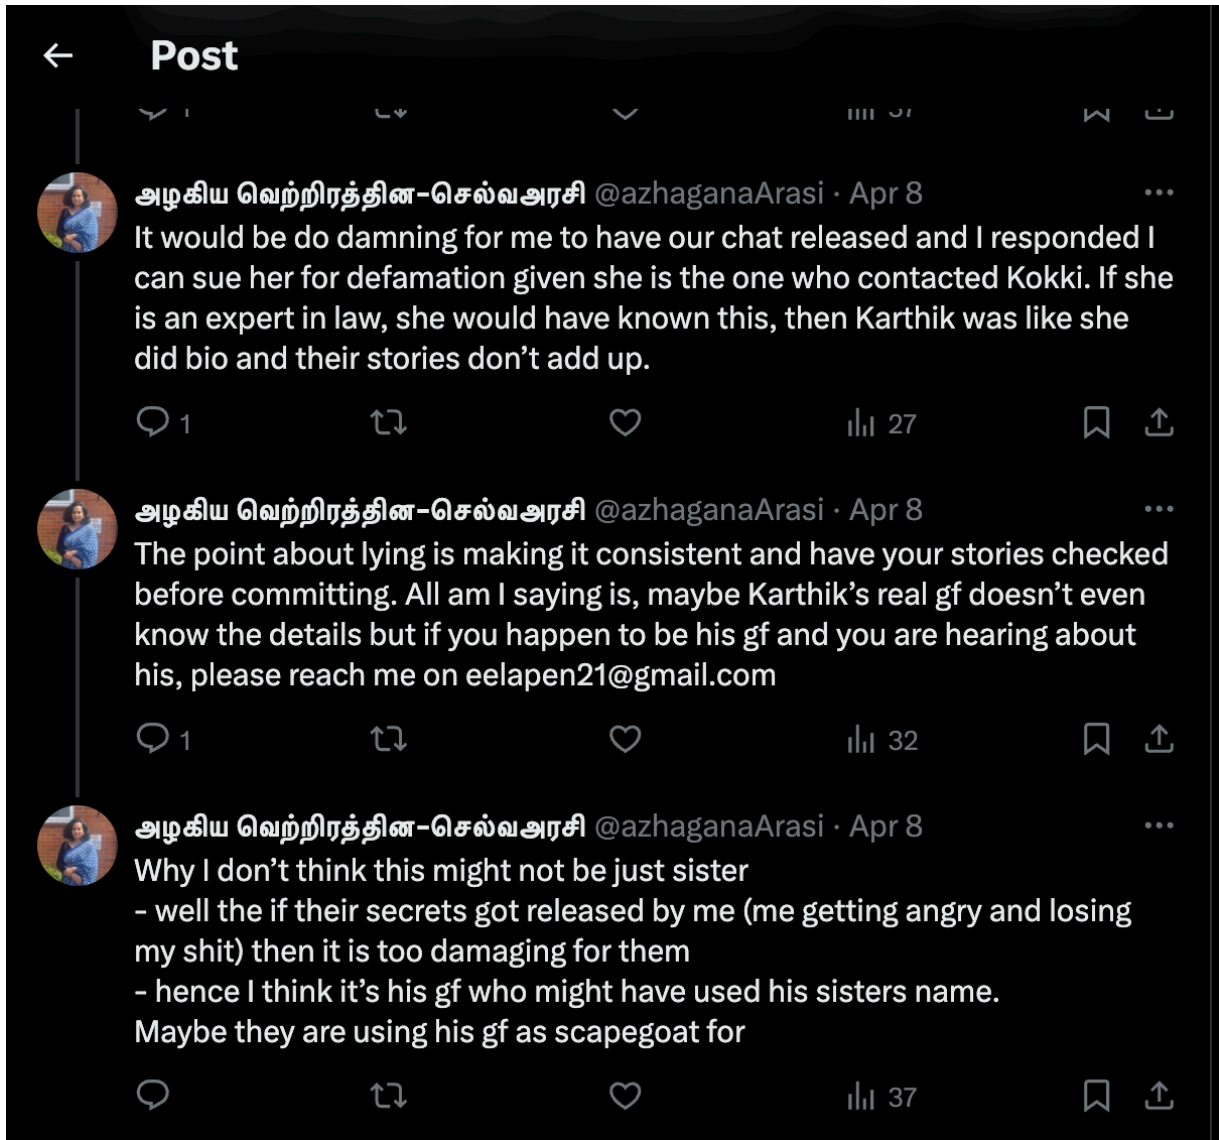 Post
1 37
அழகிய வெற்றிரத்தின-செல்வஅரசி @azhaganaArasi · Apr 8
It would be do damning for me to have our chat released and I responded I
can sue her for defamation given she is the one who contacted Kokki. If she
is an expert in law, she would have known this, then Karthik was like she
did bio and their stories don’t add up.
1 27
அழகிய வெற்றிரத்தின-செல்வஅரசி @azhaganaArasi · Apr 8
The point about lying is making it consistent and have your stories checked
before committing. All am I saying is, maybe Karthik’s real gf doesn’t even
know the details but if you happen to be his gf and you are hearing about
his, please reach me on eelapen21@gmail.com
1 32
அழகிய வெற்றிரத்தின-செல்வஅரசி @azhaganaArasi · Apr 8
Why I don’t think this might not be just sister
- well the if their secrets got released by me (me getting angry and losing
my shit) then it is too damaging for them
- hence I think it’s his gf who might have used his sisters name.
Maybe they are using his gf as scapegoat for
37